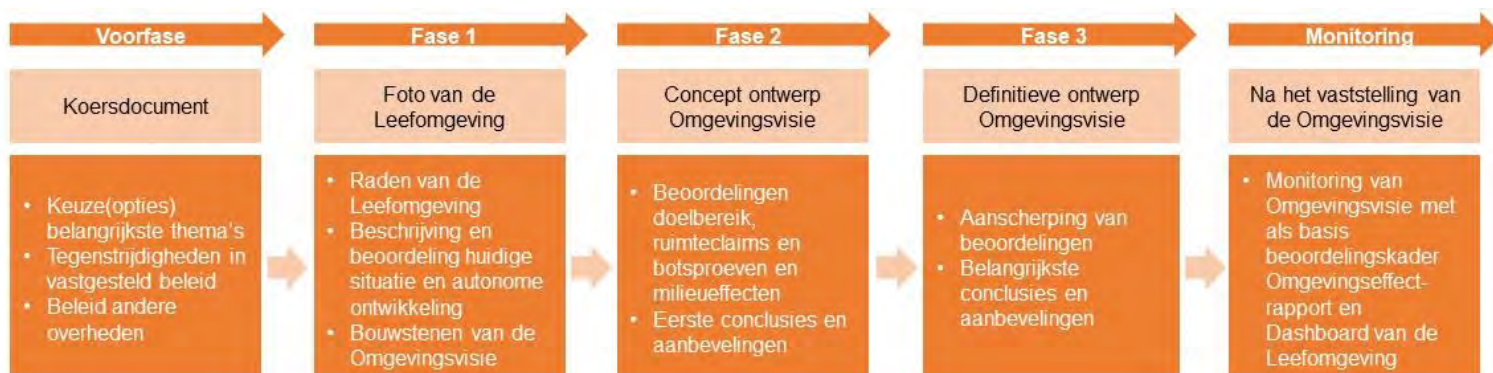 Voorfase
Koersdocument
• Keuze(opties)
belangrijkste thema's
• Tegenstrijdigheden in
vastgesteld beleid
• Beleid andere
overheden
Fase 1
Foto van de
Leefomgeving
• Raden van de
Leefomgeving
• Beschrijving en
beoordeling huidige
situatie en autonome
ontwikkeling
• Bouwstenen van de
Omgevingsvisie
Fase 2
Concept ontwerp
Omgevingsvisie
• Beoordelingen
doelbereik,
ruimteclaims en
botsproeven en
milieueffecten
• Eerste conclusies en
aanbevelingen
Fase 3
Definitieve ontwerp
Omgevingsvisie
• Aanscherping van
beoordelingen
• Belangrijkste
conclusies en
aanbevelingen
Monitoring
Na het vaststelling van
de Omgevingsvisie
• Monitoring van
Omgevingsvisie met
als basis
beoordelingskader
Omgevingseffect-
rapport en
Dashboard van de
Leefomgeving